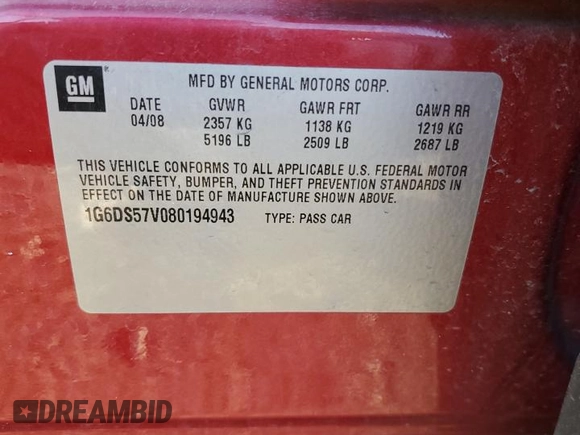 GM
MFD BY GENERAL MOTORS CORP.
DATE GVWR GAWR FRT GAWR RR
04/08 2357 KG 1138 KG 1219 KG
5196 LB 2509 LB 2687 LB
THIS VEHICLE CONFORMS TO ALL APPLICABLE U.S. FEDERAL MOTOR
VEHICLE SAFETY, BUMPER, AND THEFT PREVENTION STANDARDS IN
EFFECT ON THE DATE OF MANUFACTURE SHOWN ABOVE.
1G6DS57V080194943 TYPE: PASS CAR
DREAMBID